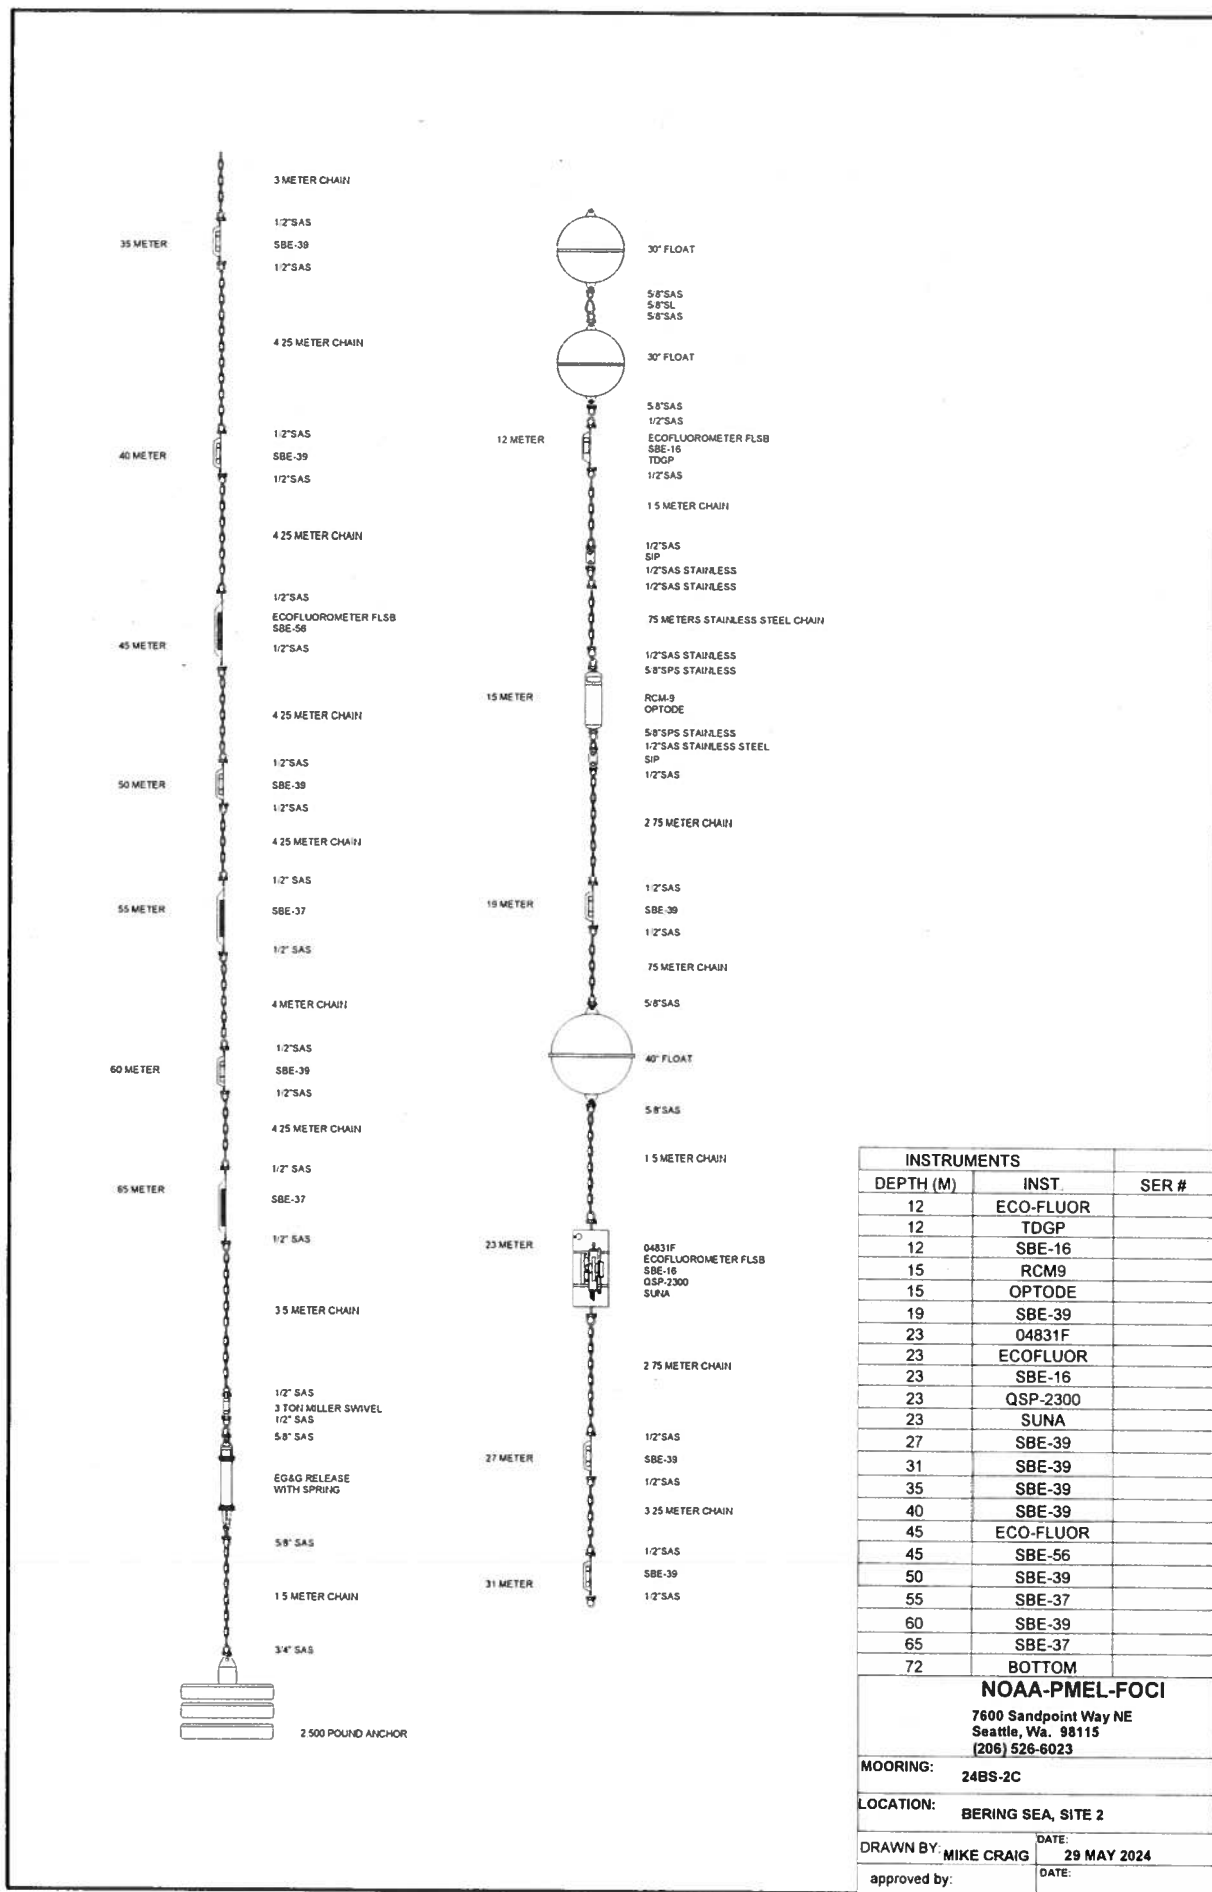 3 METER CHAIN
1/2"SAS
35 METER
SBE-39
1/2"SAS
4 25 METER CHAIN
1/2"SAS
40 METER
SBE-39
1/2"SAS
4 25 METER CHAIN
1/2"SAS
ECOFLUOROMETER FLSB
SBE-56
45 METER
1/2"SAS
4 25 METER CHAIN
1/2"SAS
50 METER
SBE-39
1/2"SAS
4 25 METER CHAIN
1/2" SAS
55 METER
SBE-37
1/2" SAS
4 METER CHAIN
1/2"SAS
60 METER
SBE-39
1/2"SAS
4 25 METER CHAIN
1/2" SAS
65 METER
SBE-37
1/2" SAS
3 5 METER CHAIN
1/2" SAS
3 TON MILLER SWIVEL
1/2" SAS
5/8" SAS
EG&G RELEASE
WITH SPRING
5/8" SAS
1 5 METER CHAIN
3/4" SAS
2 500 POUND ANCHOR
30" FLOAT
5/8"SAS
5/8"SL
5/8"SAS
30" FLOAT
5/8"SAS
1/2"SAS
12 METER
ECOFLUOROMETER FLSB
SBE-16
TDGP
1/2"SAS
1 5 METER CHAIN
1/2"SAS
SIP
1/2"SAS STAINLESS
1/2"SAS STAINLESS
75 METERS STAINLESS STEEL CHAIN
1/2"SAS STAINLESS
5/8"SPS STAINLESS
15 METER
RCM-9
OPTODE
5/8"SPS STAINLESS
1/2"SAS STAINLESS STEEL
SIP
1/2"SAS
2 75 METER CHAIN
1/2"SAS
19 METER
SBE-39
1/2"SAS
75 METER CHAIN
5/8"SAS
40" FLOAT
5/8"SAS
1 5 METER CHAIN
23 METER
04831F
ECOFLUOROMETER FLSB
SBE-16
QSP-2300
SUNA
2 75 METER CHAIN
1/2"SAS
27 METER
SBE-39
1/2"SAS
3 25 METER CHAIN
1/2"SAS
SBE-39
31 METER
1/2"SAS
INSTRUMENTS
DEPTH (M) INST. SER #
12 ECO-FLUOR
12 TDGP
12 SBE-16
15 RCM9
15 OPTODE
19 SBE-39
23 04831F
23 ECOFLUOR
23 SBE-16
23 QSP-2300
23 SUNA
27 SBE-39
31 SBE-39
35 SBE-39
40 SBE-39
45 ECO-FLUOR
45 SBE-56
50 SBE-39
55 SBE-37
60 SBE-39
65 SBE-37
72 BOTTOM
NOAA-PMEL-FOCI
7600 Sandpoint Way NE
Seattle, Wa. 98115
(206) 526-6023
MOORING: 24BS-2C
LOCATION: BERING SEA, SITE 2
DRAWN BY: MIKE CRAIG DATE: 29 MAY 2024
approved by: DATE: